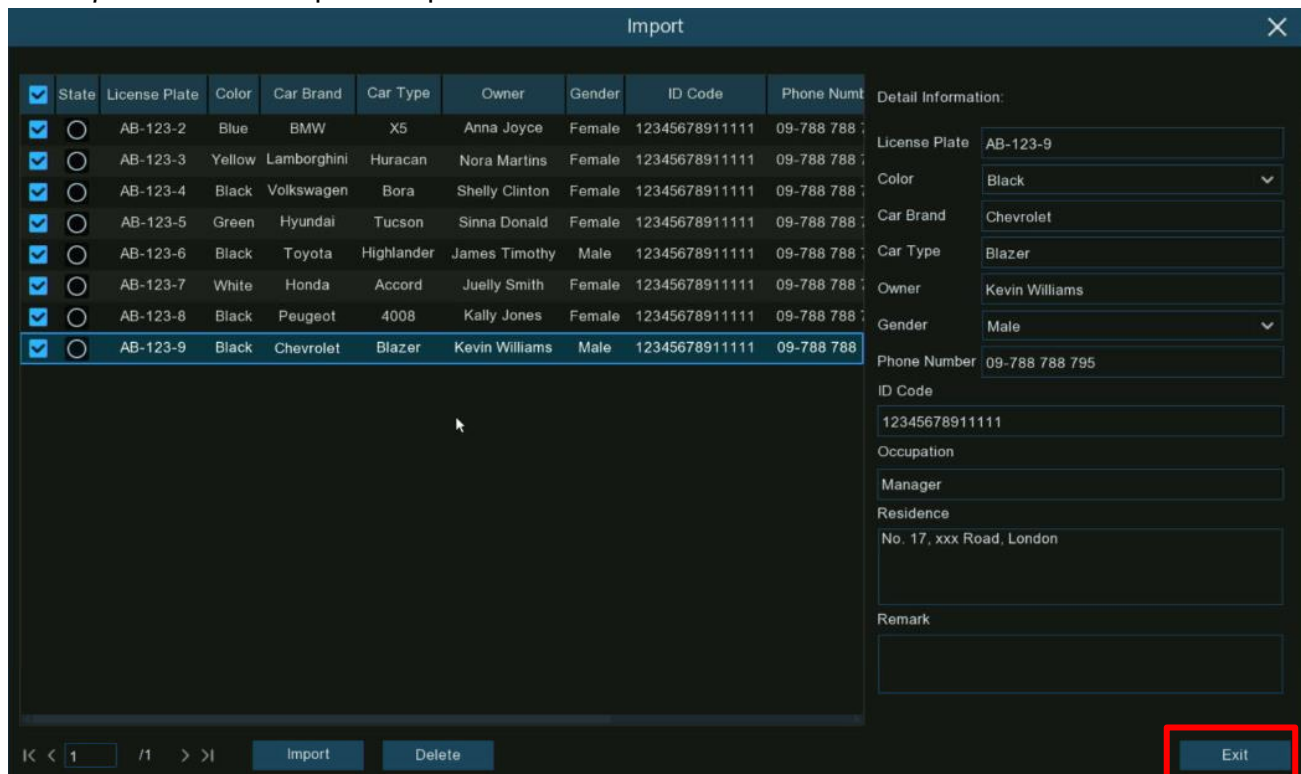 Import
State License Plate Color Car Brand Car Type Owner Gender ID Code Phone Numb
AB-123-2 Blue BMW X5 Anna Joyce Female 12345678911111 09-788 788
AB-123-3 Yellow Lamborghini Huracan Nora Martins Female 12345678911111 09-788 788
AB-123-4 Black Volkswagen Bora Shelly Clinton Female 12345678911111 09-788 788
AB-123-5 Green Hyundai Tucson Sinna Donald Female 12345678911111 09-788 788
AB-123-6 Black Toyota Highlander James Timothy Male 12345678911111 09-788 788
AB-123-7 White Honda Accord Juelly Smith Female 12345678911111 09-788 788
AB-123-8 Black Peugeot 4008 Kally Jones Female 12345678911111 09-788 788
AB-123-9 Black Chevrolet Blazer Kevin Williams Male 12345678911111 09-788 788
Detail Information:
License Plate AB-123-9
Color Black
Car Brand Chevrolet
Car Type Blazer
Owner Kevin Williams
Gender Male
Phone Number 09-788 788 795
ID Code
12345678911111
Occupation
Manager
Residence
No. 17, xxx Road, London
Remark
1 /1 Import Delete Exit